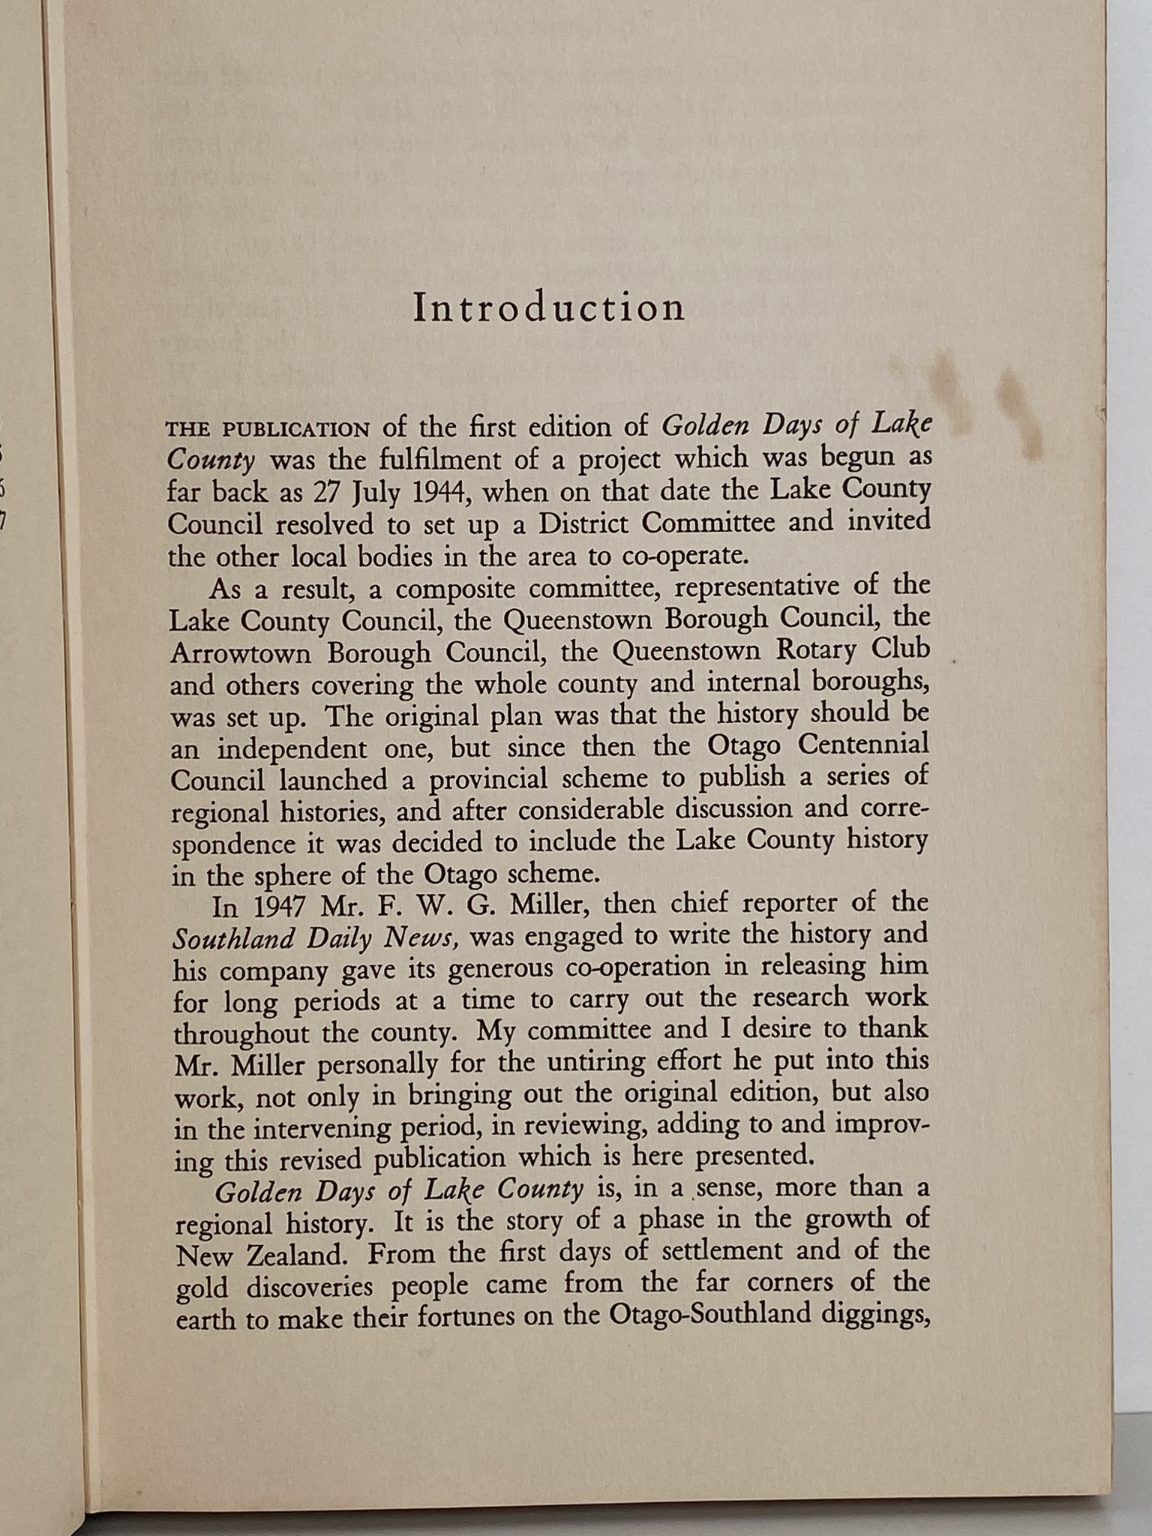 Introduction
THE PUBLICATION of the first edition of Golden Days of Lake
County was the fulfilment of a project which was begun as
far back as 27 July 1944, when on that date the Lake County
Council resolved to set up a District Committee and invited
the other local bodies in the area to co-operate.
As a result, a composite committee, representative of the
Lake County Council, the Queenstown Borough Council, the
Arrowtown Borough Council, the Queenstown Rotary Club
and others covering the whole county and internal boroughs,
was set up. The original plan was that the history should be
an independent one, but since then the Otago Centennial
Council launched a provincial scheme to publish a series of
regional histories, and after considerable discussion and corre-
spondence it was decided to include the Lake County history
in the sphere of the Otago scheme.
In 1947 Mr. F. W. G. Miller, then chief reporter of the
Southland Daily News, was engaged to write the history and
his company gave its generous co-operation in releasing him
for long periods at a time to carry out the research work
throughout the county. My committee and I desire to thank
Mr. Miller personally for the untiring effort he put into this
work, not only in bringing out the original edition, but also
in the intervening period, in reviewing, adding to and improv-
ing this revised publication which is here presented.
Golden Days of Lake County is, in a sense, more than a
regional history. It is the story of a phase in the growth of
New Zealand. From the first days of settlement and of the
gold discoveries people came from the far corners of the
earth to make their fortunes on the Otago-Southland diggings,